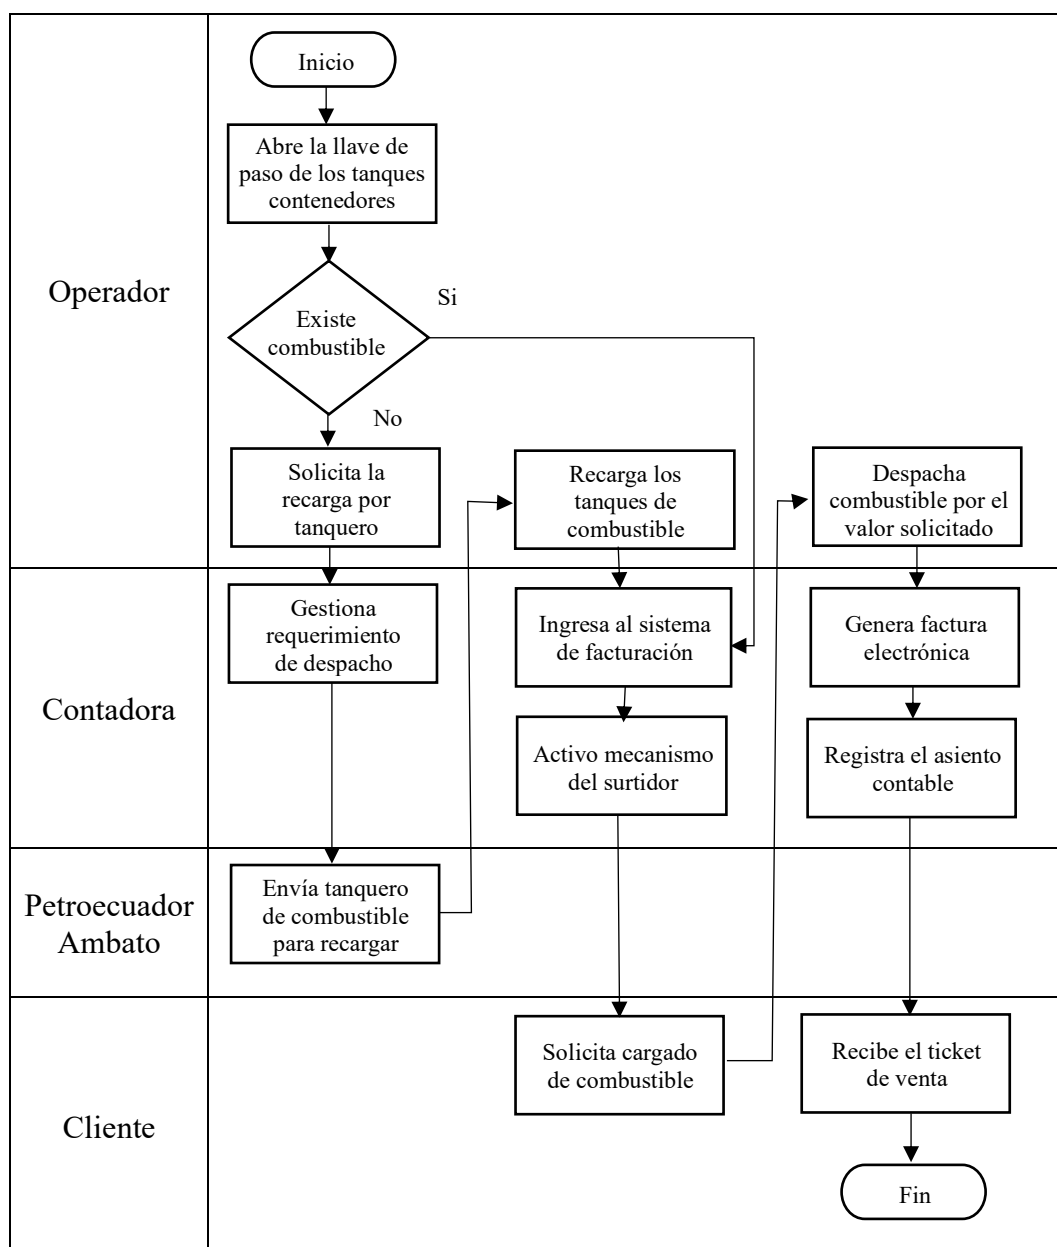 Operador
Inicio
Abre la llave de
paso de los tanques
contenedores
Existe
combustible
Si
No
Solicita la
recarga por
tanquero
Recarga los
tanques de
combustible
Despacha
combustible por el
valor solicitado
Contadora
Gestiona
requerimiento
de despacho
Ingresa al sistema
de facturación
Genera factura
electrónica
Activo mecanismo
del surtidor
Registra el asiento
contable
Petroecuador
Ambato
Envía tanquero
de combustible
para recargar
Cliente
Solicita cargado
de combustible
Recibe el ticket
de venta
Fin